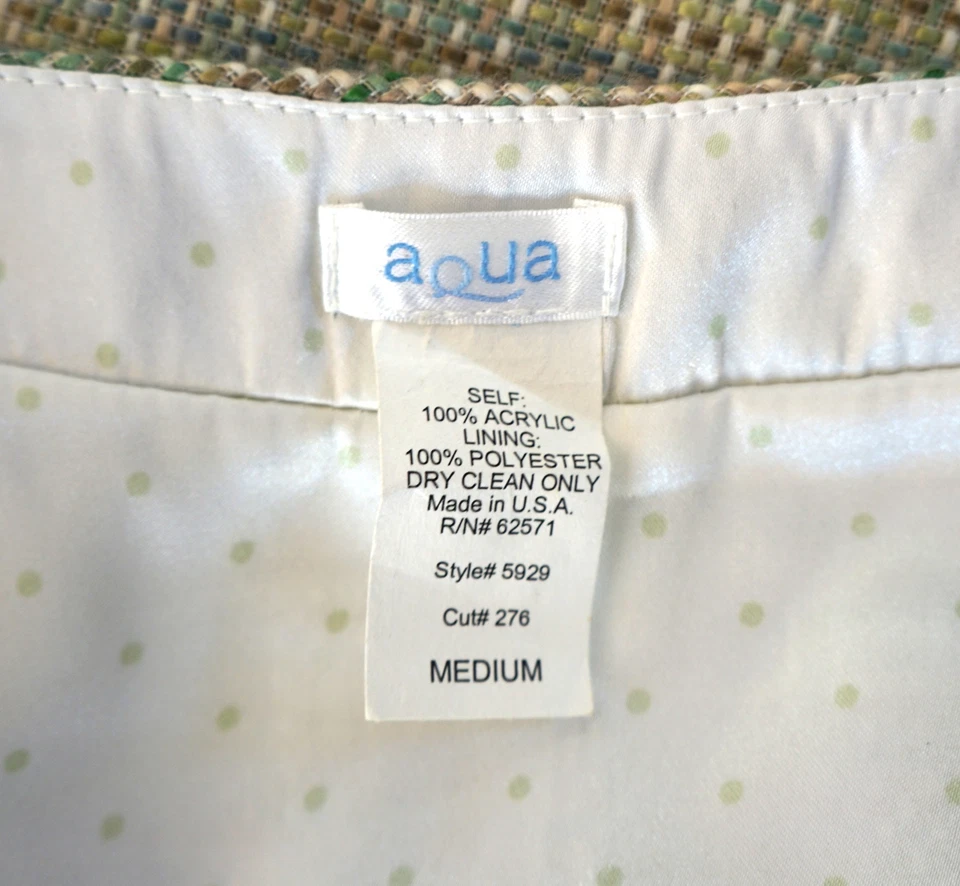 aQua
SELF:
100% ACRYLIC
LINING:
100% POLYESTER
DRY CLEAN ONLY
Made in U.S.A.
R/N# 62571
Style# 5929
Cut# 276
MEDIUM